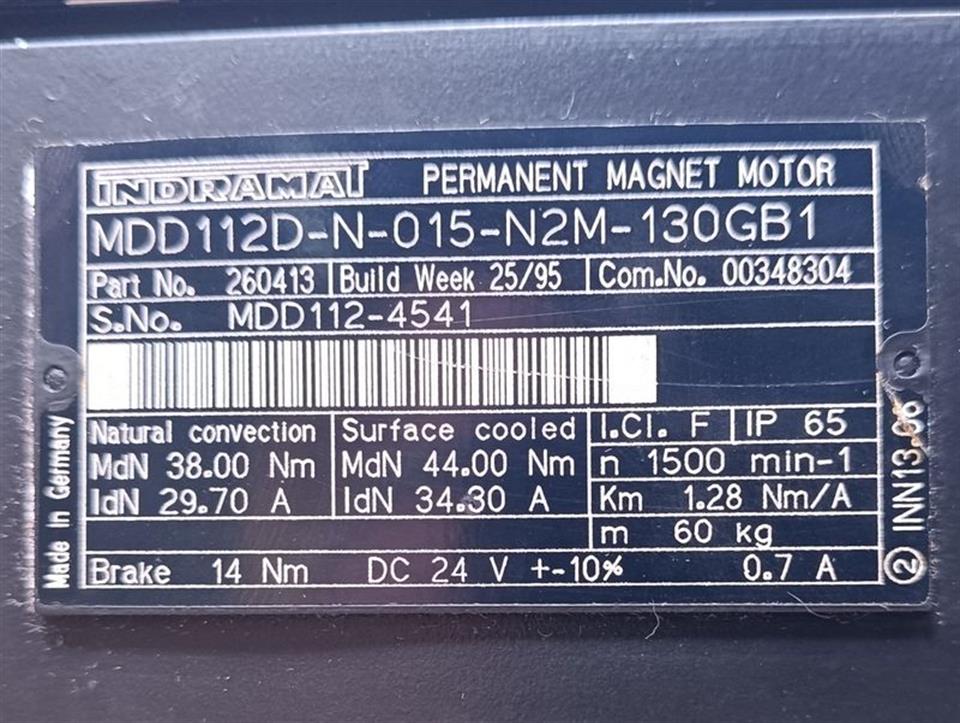 INDRAMAT PERMANENT MAGNET MOTOR
MDD112D-N-015-N2M-130GB1
Part No. 260413 Build Week 25/95 Com.No. 00348304
S.No. MDD112-4541
Natural convection Surface cooled I.Cl. F IP 65
MdN 38.00 Nm MdN 44.00 Nm n 1500 min-1
IdN 29.70 A IdN 34.30 A Km 1.28 Nm/A
m 60 kg
Brake 14 Nm DC 24 V +-10% 0.7 A
Made in Germany
2